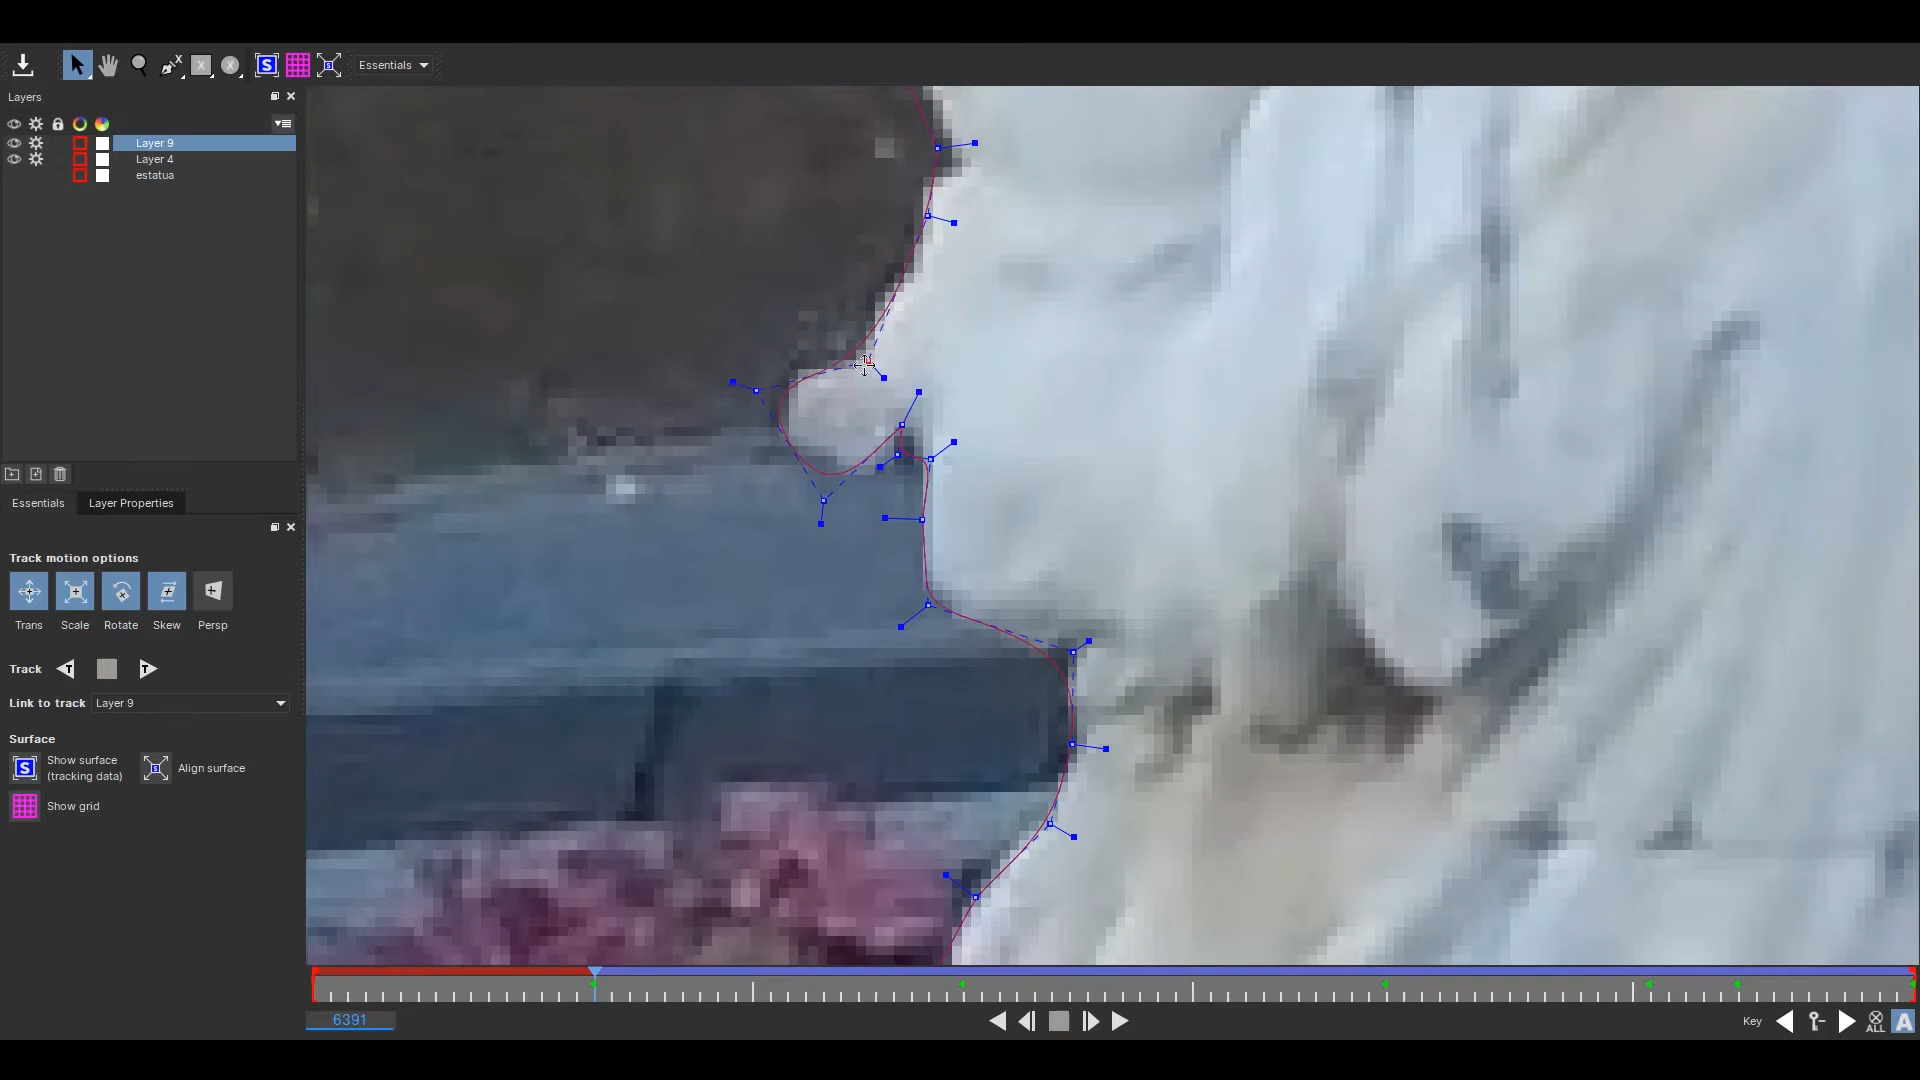 Essentials
Layers
Layer 9
Layer 4
estatua
Essentials
Layer Properties
Track motion options
Trans
Scale
Rotate
Skew
Persp
Track
T
T
Link to track
Layer 9
Surface
S
Show surface
(tracking data)
Align surface
Show grid
6391
Key
ALL
A